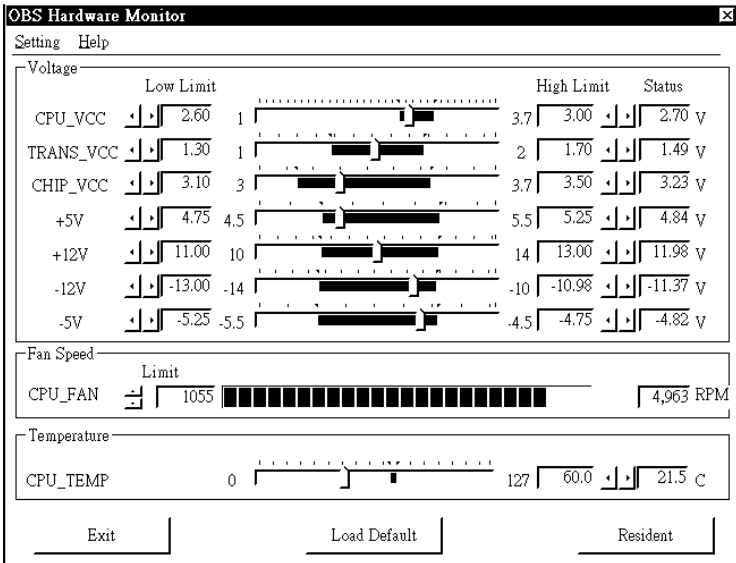 OBS Hardware Monitor
Setting Help
Voltage
Low Limit High Limit Status
CPU_VCC 2.60 1 3.7 3.00 2.70 V
TRANS_VCC 1.30 1 2 1.70 1.49 V
CHIP_VCC 3.10 3 3.7 3.50 3.23 V
+5V 4.75 4.5 5.5 5.25 4.84 V
+12V 11.00 10 14 13.00 11.98 V
-12V -13.00 -14 -10 -10.98 -11.37 V
-5V -5.25 -5.5 -4.5 -4.75 -4.82 V
Fan Speed
Limit
CPU_FAN 1055 4,963 RPM
Temperature
CPU_TEMP 0 127 60.0 21.5 C
Exit Load Default Resident